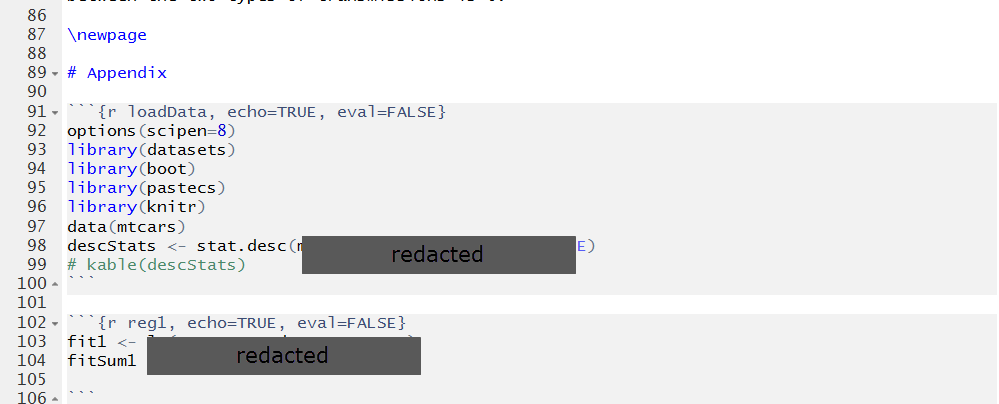 86
87 \newpage
88
89 # Appendix
90
91 ```{r loadData, echo=TRUE, eval=FALSE}
92 options(scipen=8)
93 library(datasets)
94 library(boot)
95 library(pastecs)
96 library(knitr)
97 data(mtcars)
98 descStats <- stat.desc( redacted E)
99 # kable(descStats)
100 ```
101
102 ```{r reg1, echo=TRUE, eval=FALSE}
103 fit1 <-
104 fitSum1 redacted
105
106 ```